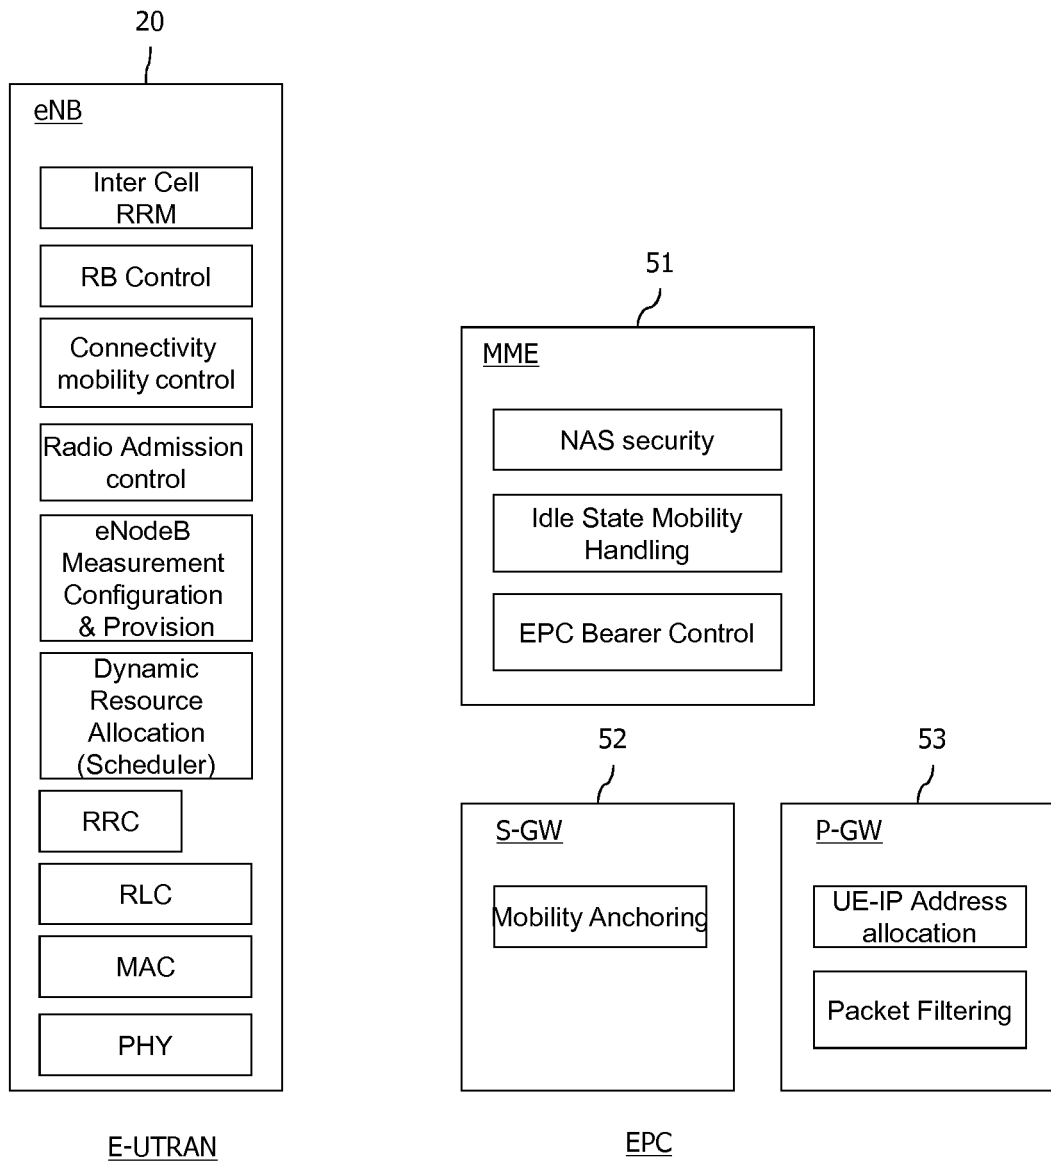 20
eNB
Inter Cell
RRM
RB Control
Connectivity
mobility control
Radio Admission
control
eNodeB
Measurement
Configuration
& Provision
Dynamic
Resource
Allocation
(Scheduler)
RRC
RLC
MAC
PHY
E-UTRAN
51
MME
NAS security
Idle State Mobility
Handling
EPC Bearer Control
52
S-GW
Mobility Anchoring
53
P-GW
UE-IP Address
allocation
Packet Filtering
EPC